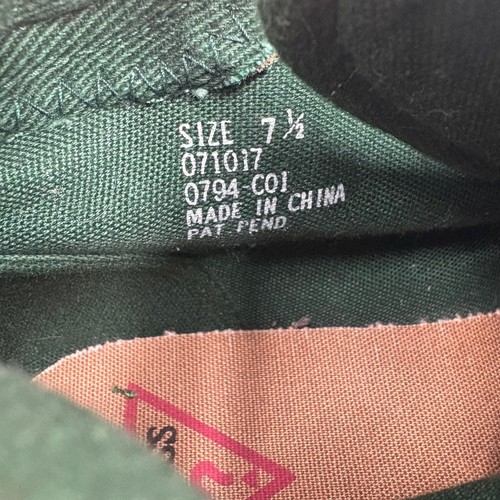 SIZE 7 ½
071017
0794-C01
MADE IN CHINA
PAT PEND